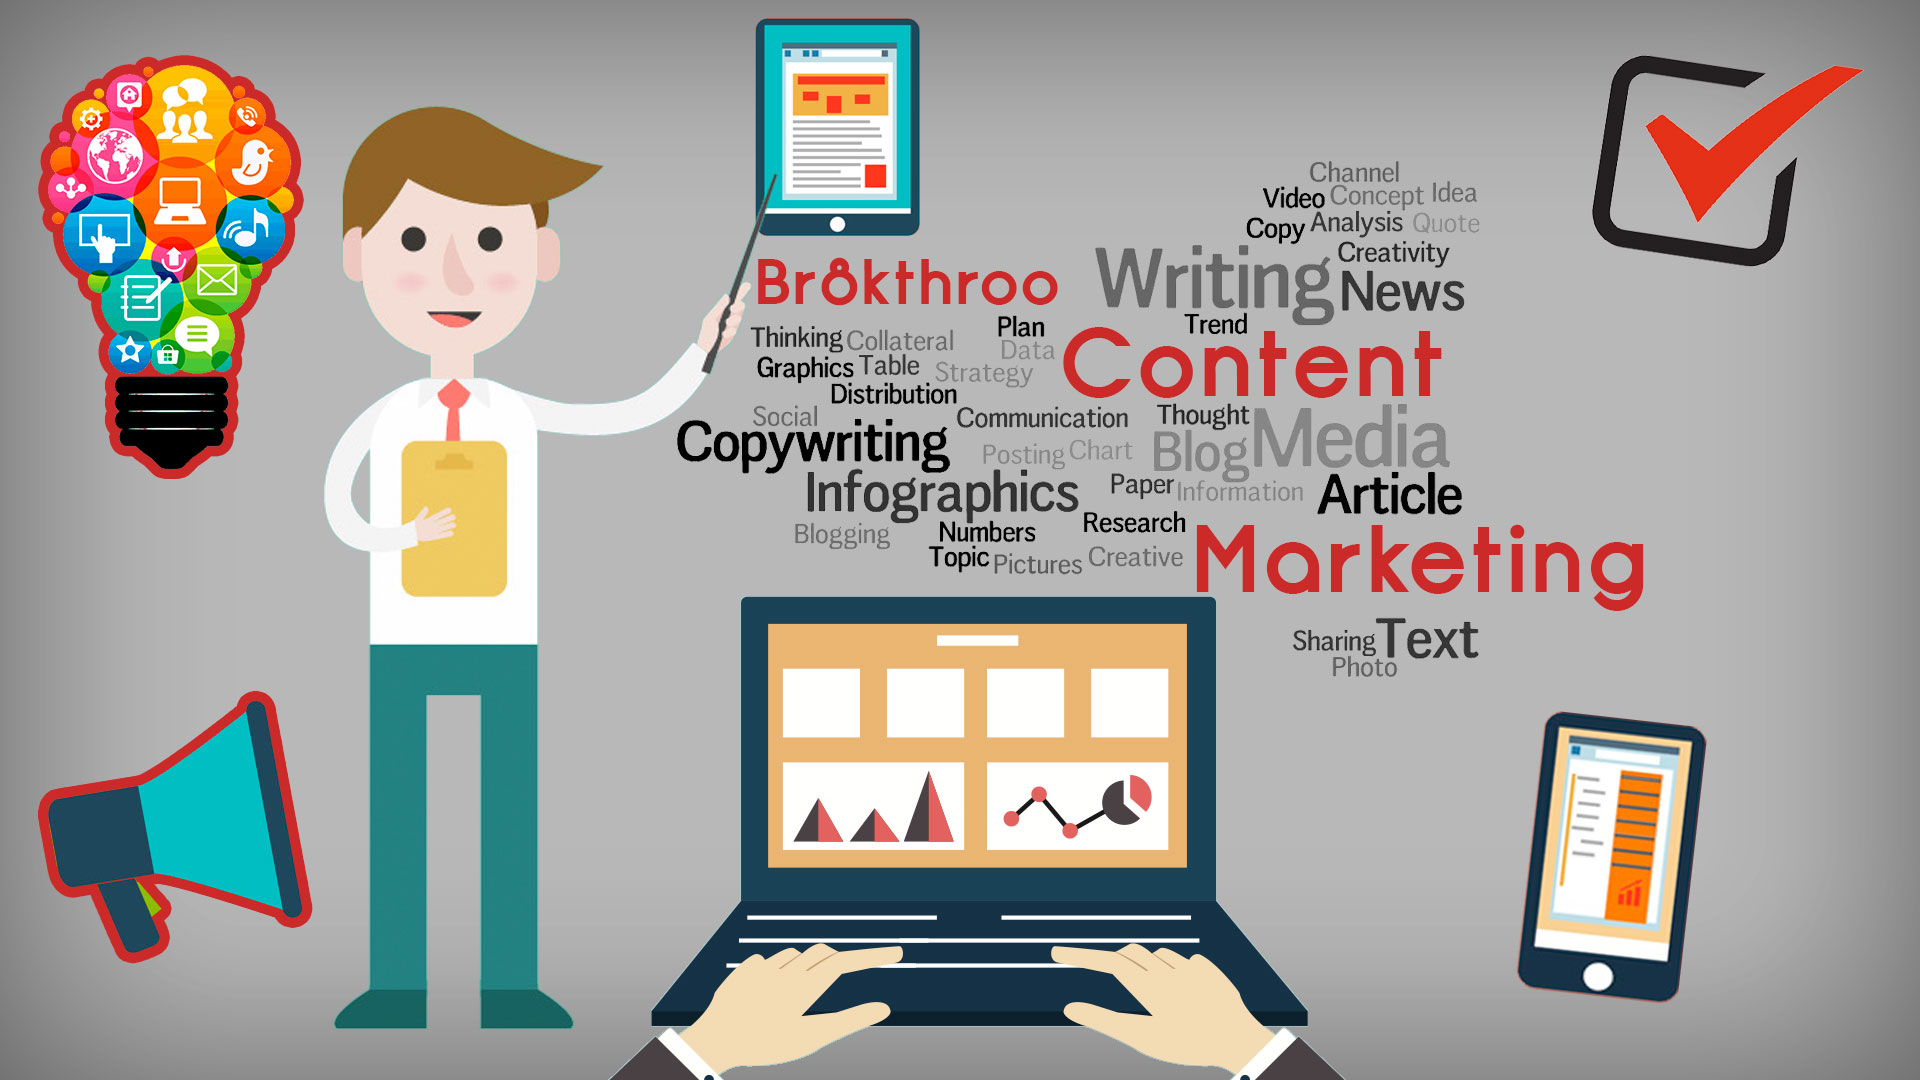 Channel
Video Concept Idea
Copy Analysis Quote
Creativity
Br8kthroo Writing News
Thinking Collateral Plan Trend
Data
Graphics Table Strategy Content
Distribution
Social Communication Thought
Copywriting Posting Chart Blog Media
Infographics Paper Information Article
Blogging Numbers Research
Topic Pictures Creative Marketing
Sharing Text
Photo